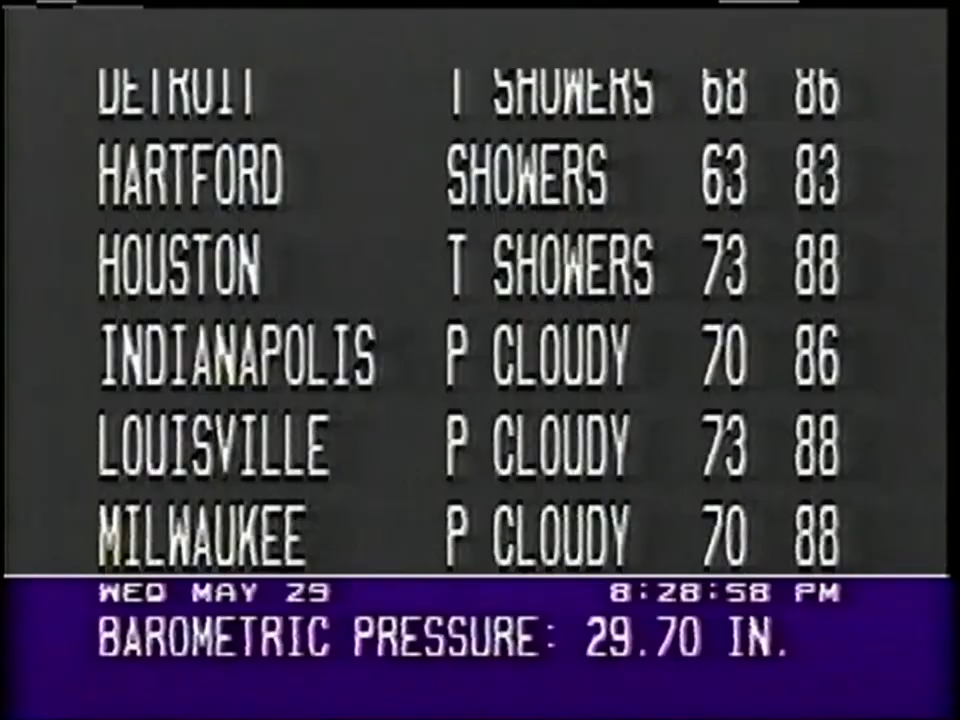 DETROIT T SHOWERS 68 86
HARTFORD SHOWERS 63 83
HOUSTON T SHOWERS 73 88
INDIANAPOLIS P CLOUDY 70 86
LOUISVILLE P CLOUDY 73 88
MILWAUKEE P CLOUDY 70 88
WED MAY 29 8:28:58 PM
BAROMETRIC PRESSURE: 29.70 IN.